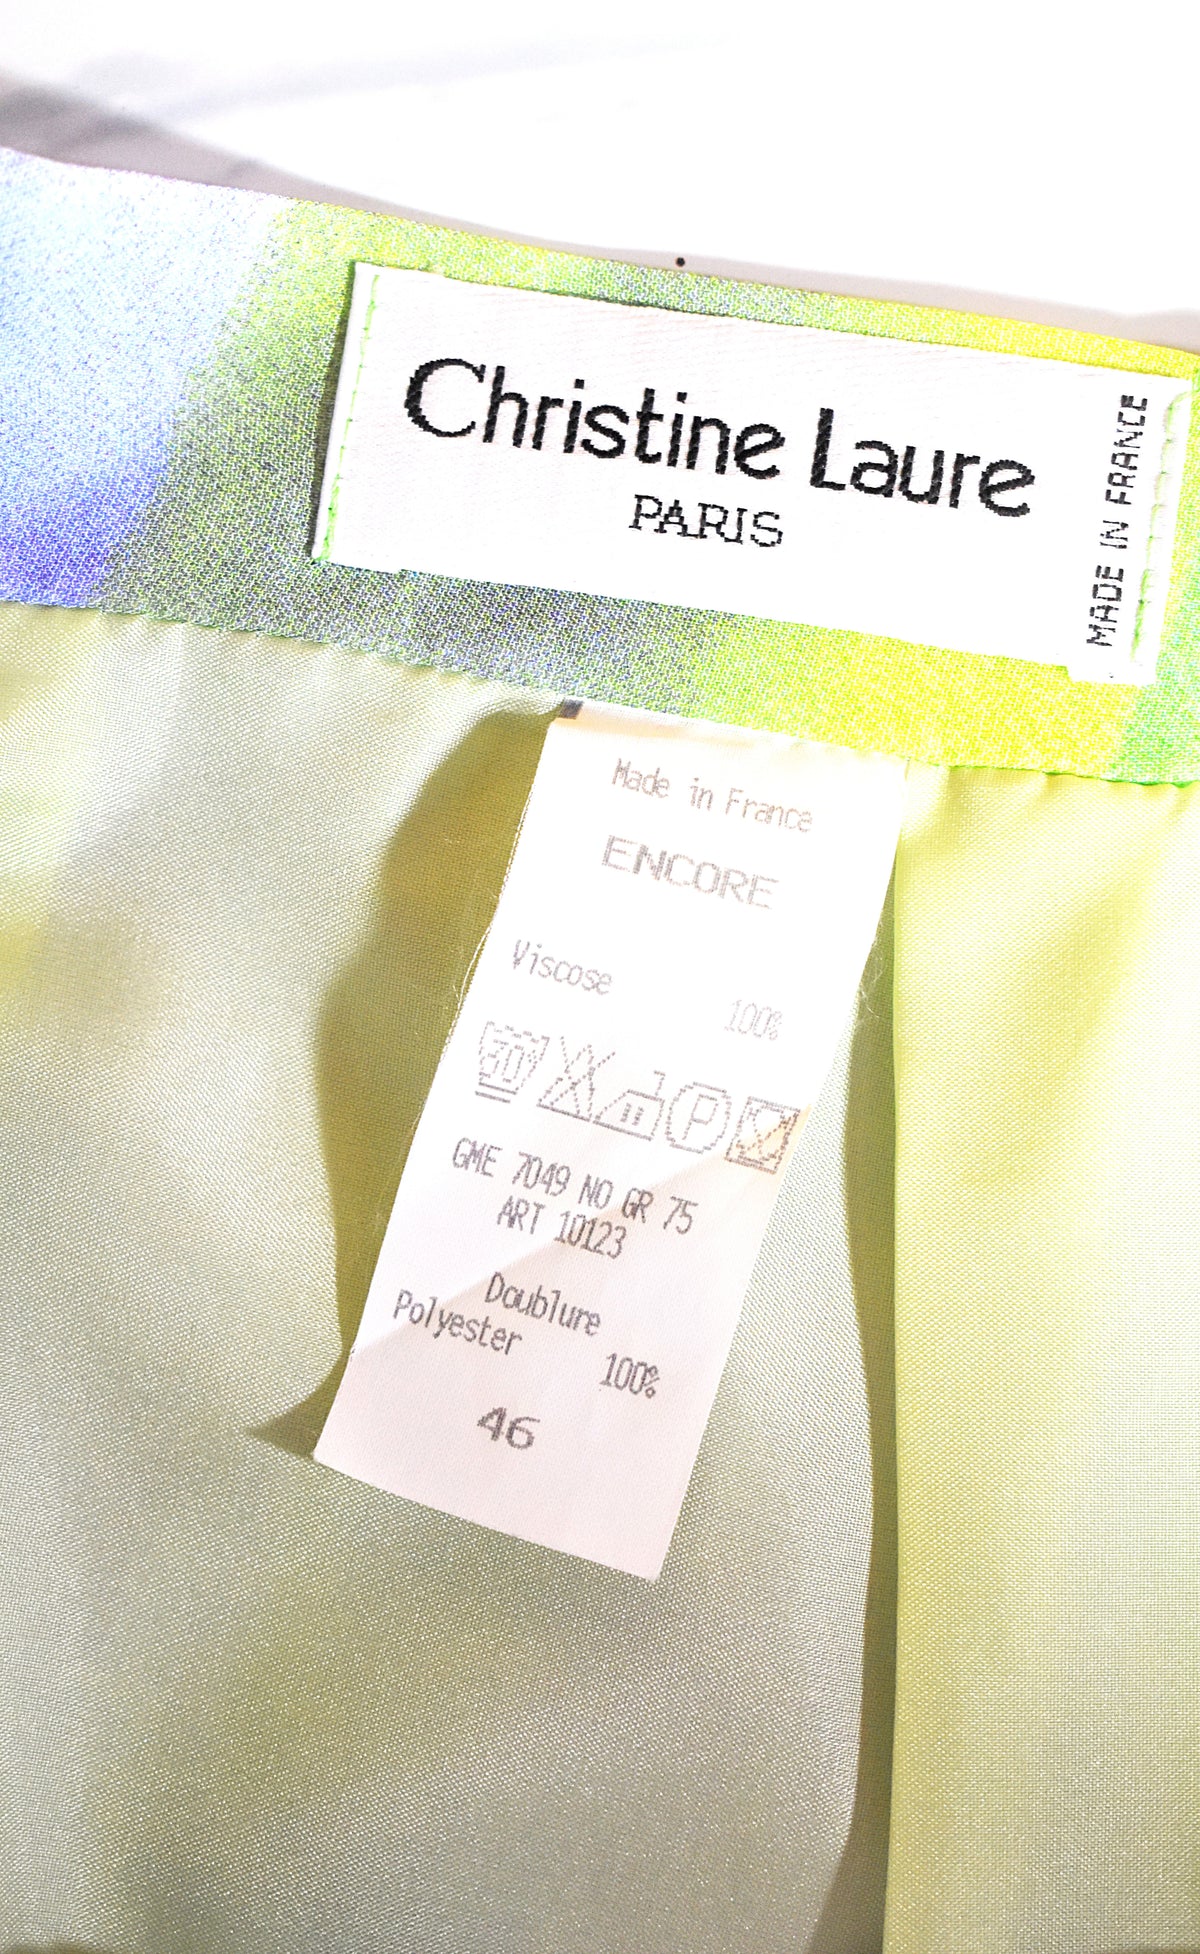 Christine Laure
PARIS
MADE IN FRANCE
Made in France
ENCORE
Viscose
100%
30
P
GME 7049 NO GR 75
ART 10123
Doublure
Polyester
100%
46